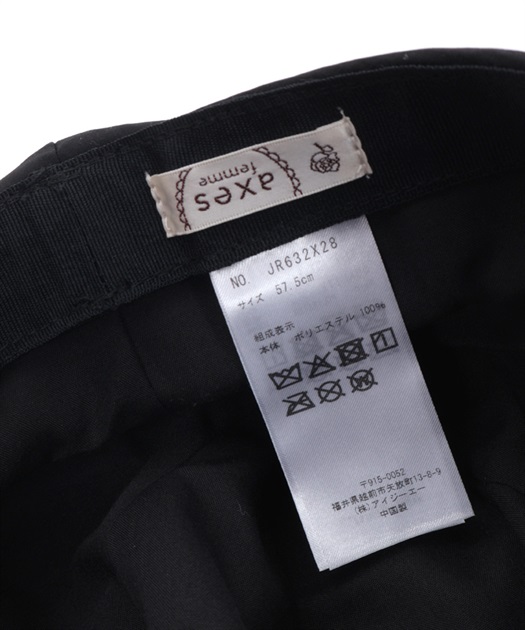 axes
femme
NO. JR632X28
サイズ 57.5cm
組成表示
本体 ポリエステル 100%
〒915-0052
福井県越前市矢放町13-8-9
(株)アイジーエー
中国製